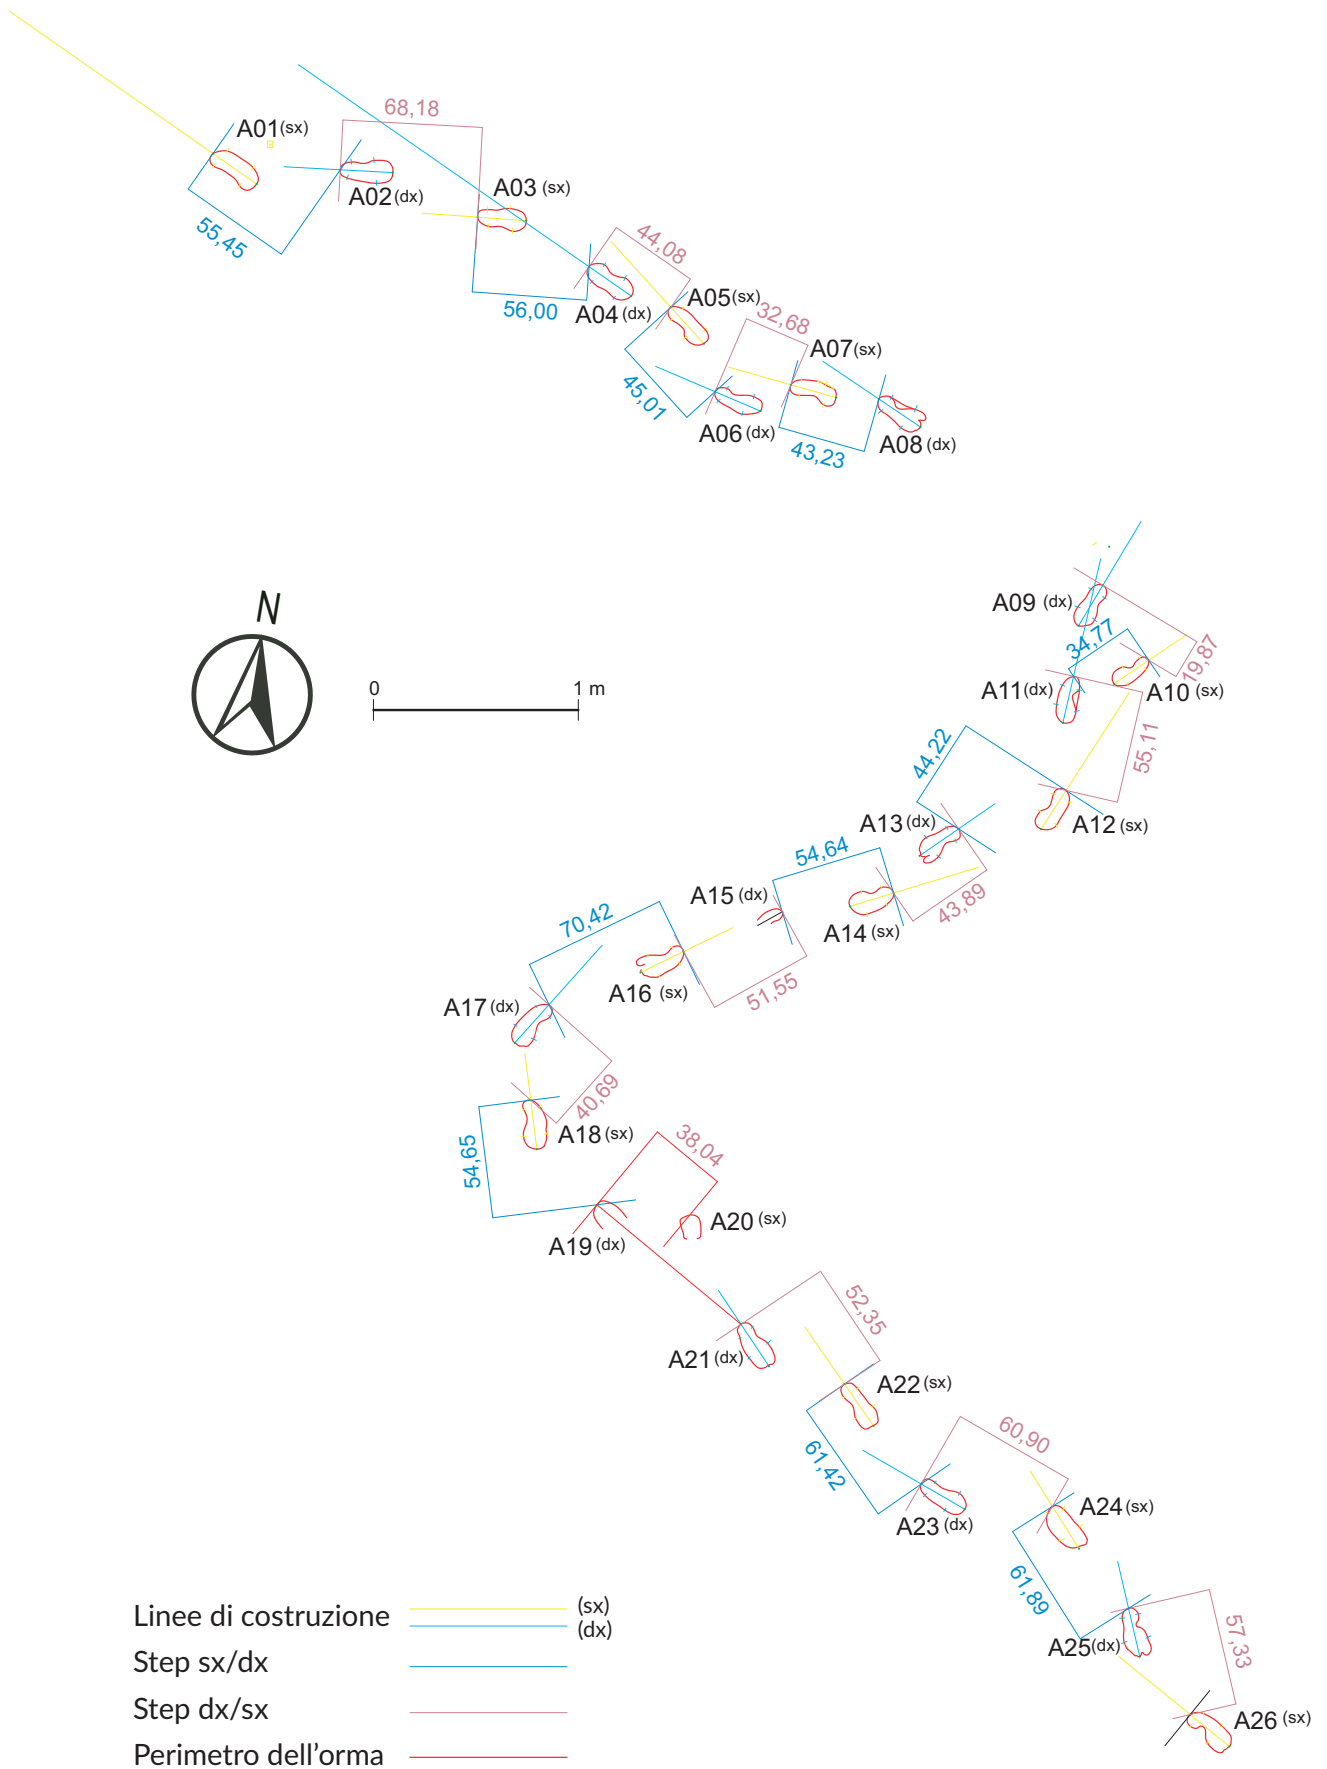 68,18
A01(sx)
A02(dx)
A03 (sx)
55,45
44,08
56,00
A04 (dx)
A05(sx)
32,68
A07(sx)
45,01
A06 (dx)
43,23
A08 (dx)
N
0 1 m
A09 (dx)
34,77
19,87
A11(dx)
A10 (sx)
55,11
44,22
A13(dx)
A12 (sx)
54,64
A15 (dx)
43,89
A14(sx)
70,42
A16 (sx)
51,55
A17(dx)
40,69
A18(sx)
54,65
38,04
A20 (sx)
A19(dx)
52,35
A21(dx)
A22 (sx)
61,42
60,90
A23 (dx)
A24(sx)
61,89
A25(dx)
57,33
A26 (sx)
Linee di costruzione (sx)
(dx)
Step sx/dx
Step dx/sx
Perimetro dell’orma